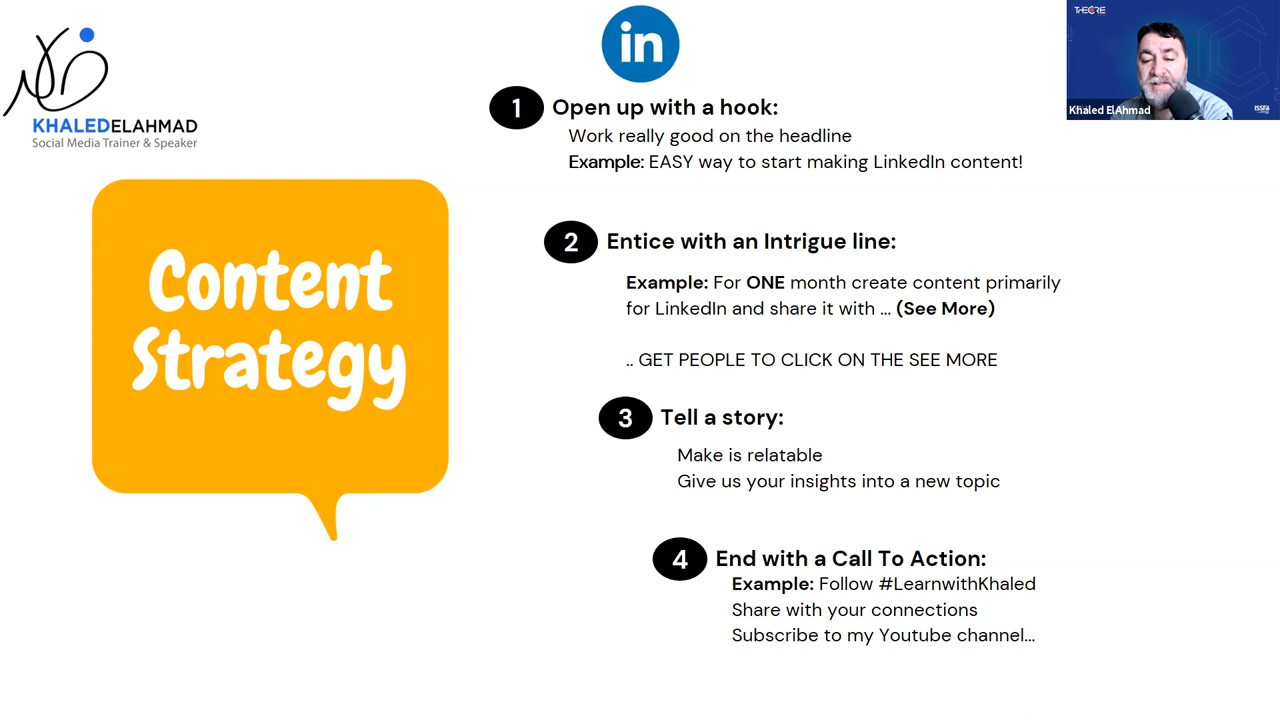 KHALEDELAHMAD
Social Media Trainer & Speaker
Content
Strategy
in
1 Open up with a hook:
Work really good on the headline
Example: EASY way to start making LinkedIn content!
2 Entice with an Intrigue line:
Example: For ONE month create content primarily
for LinkedIn and share it with ... (See More)
.. GET PEOPLE TO CLICK ON THE SEE MORE
3 Tell a story:
Make is relatable
Give us your insights into a new topic
4 End with a Call To Action:
Example: Follow #LearnwithKhaled
Share with your connections
Subscribe to my Youtube channel...
THECORE
Khaled ElAhmad
ISSFA